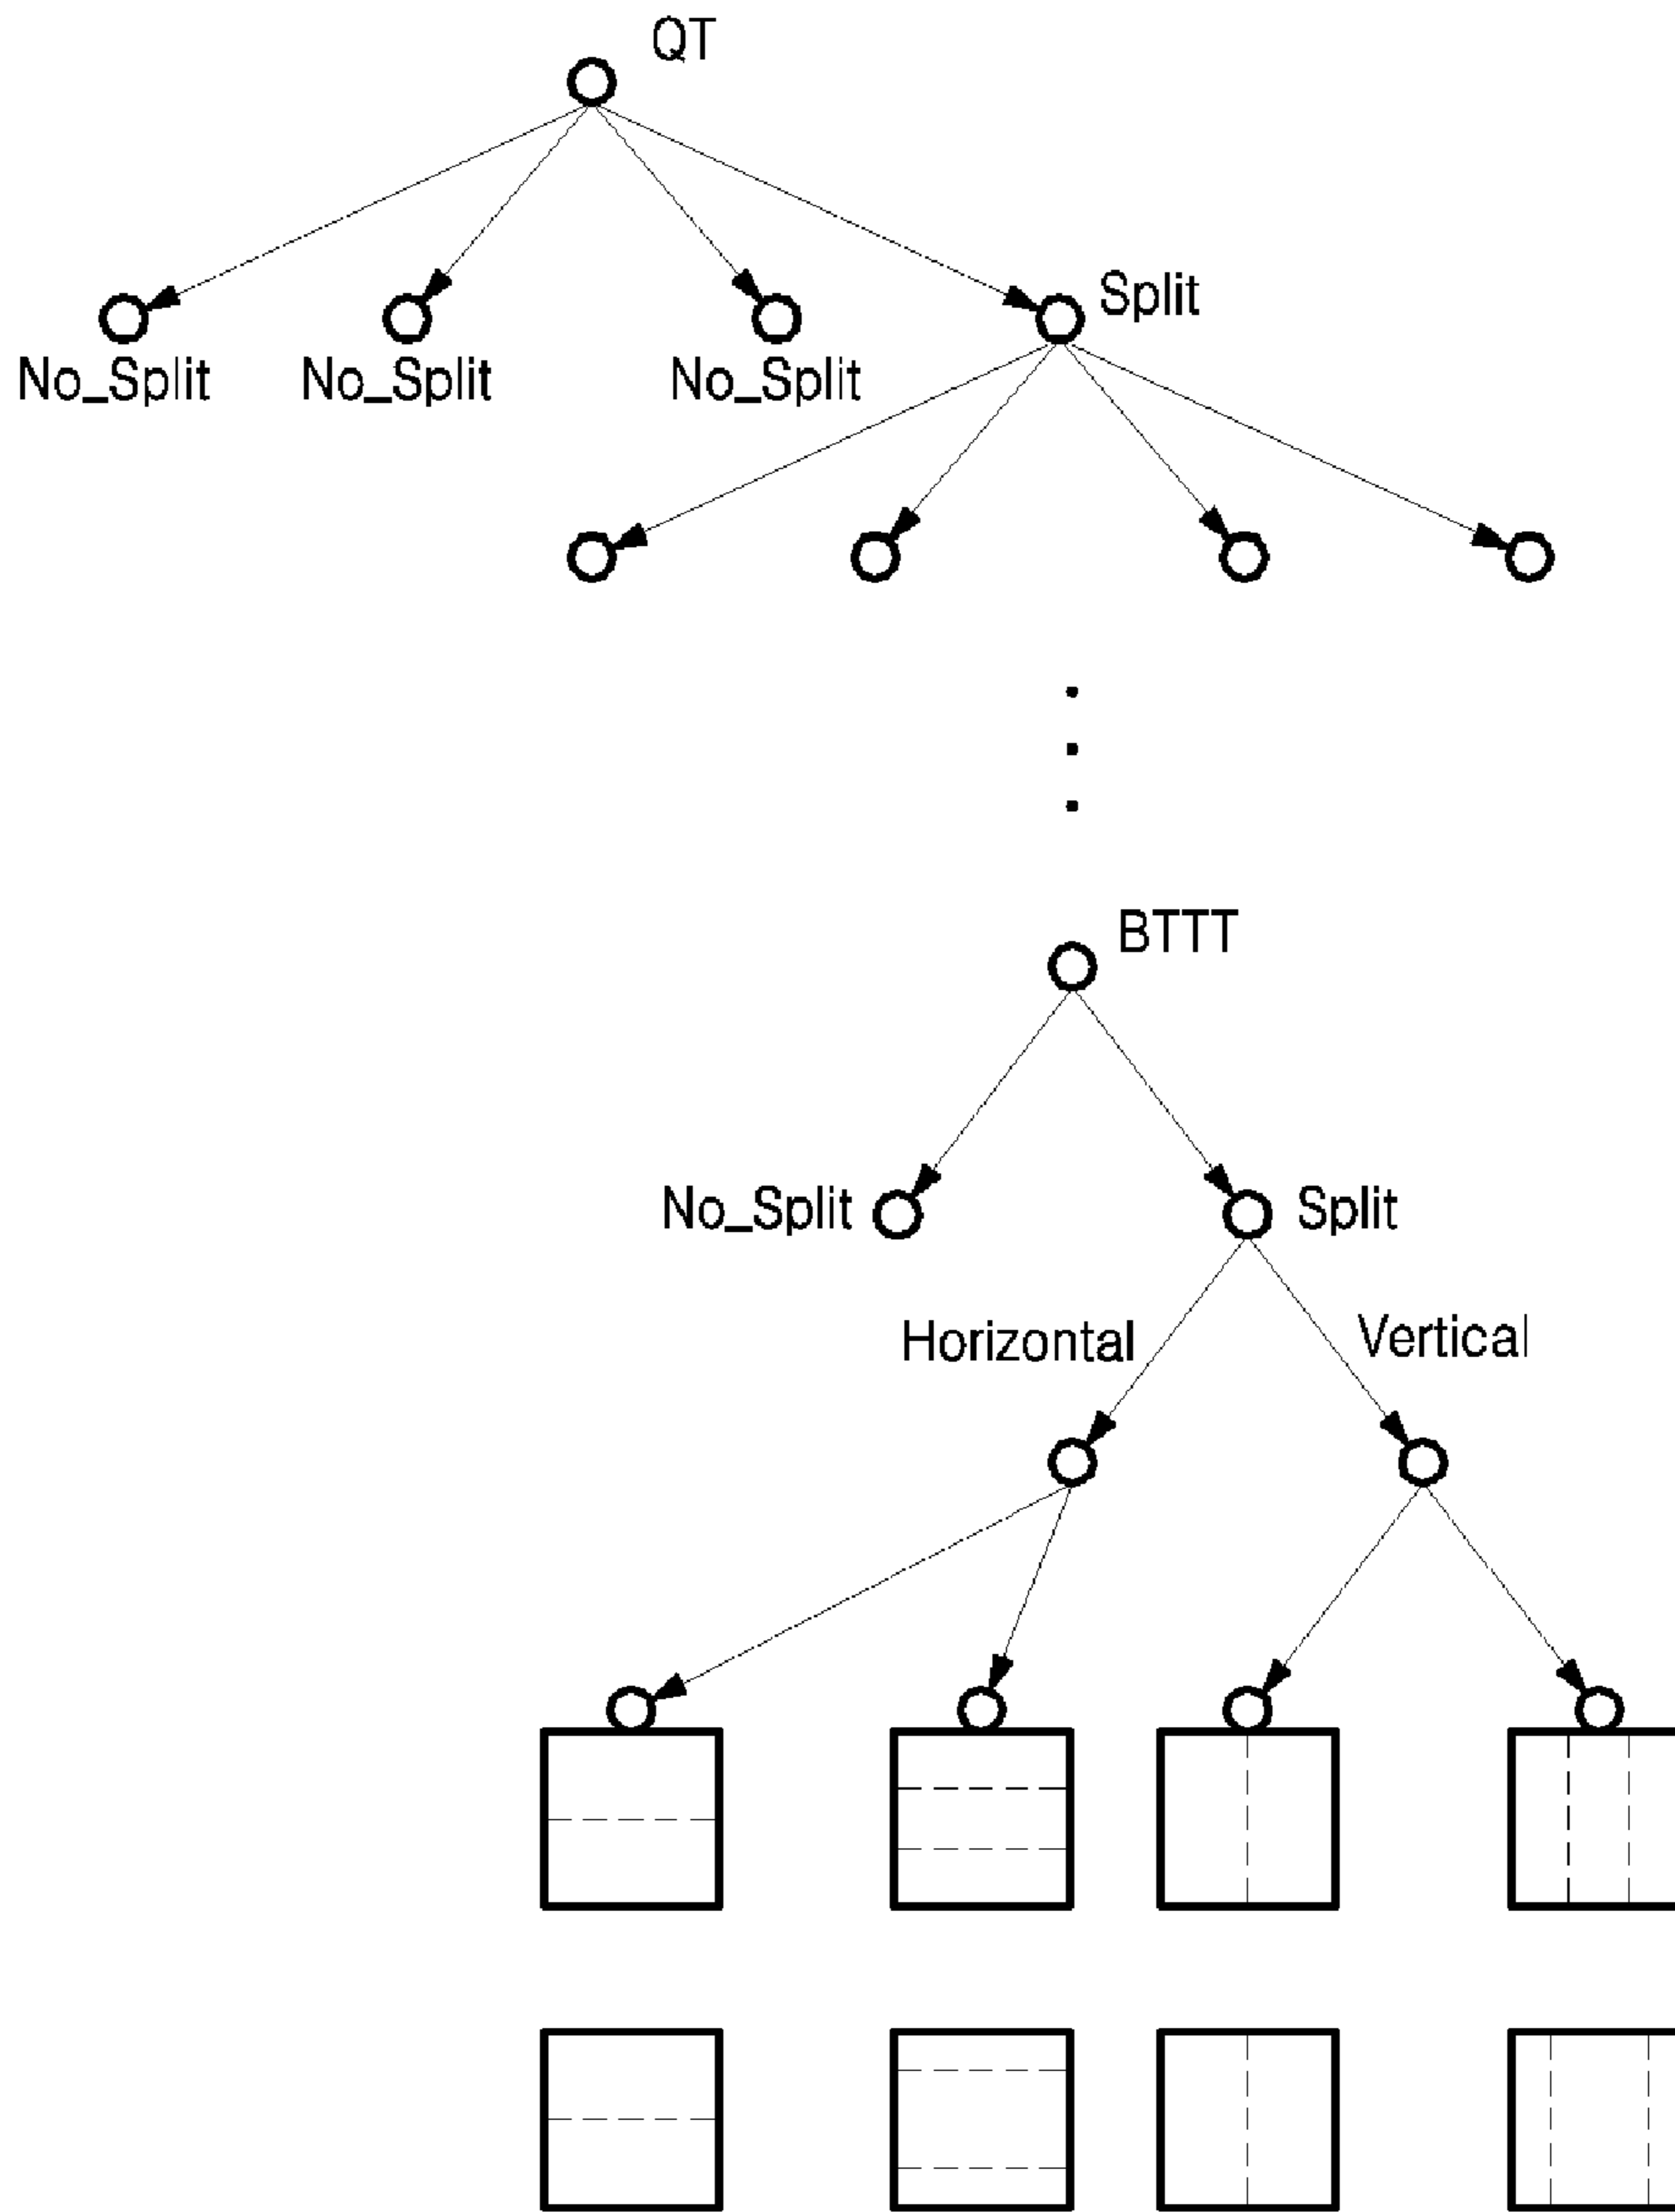 QT
Split
No_Split No_Split No_Split
BTTT
No_Split Split
Horizontal Vertical